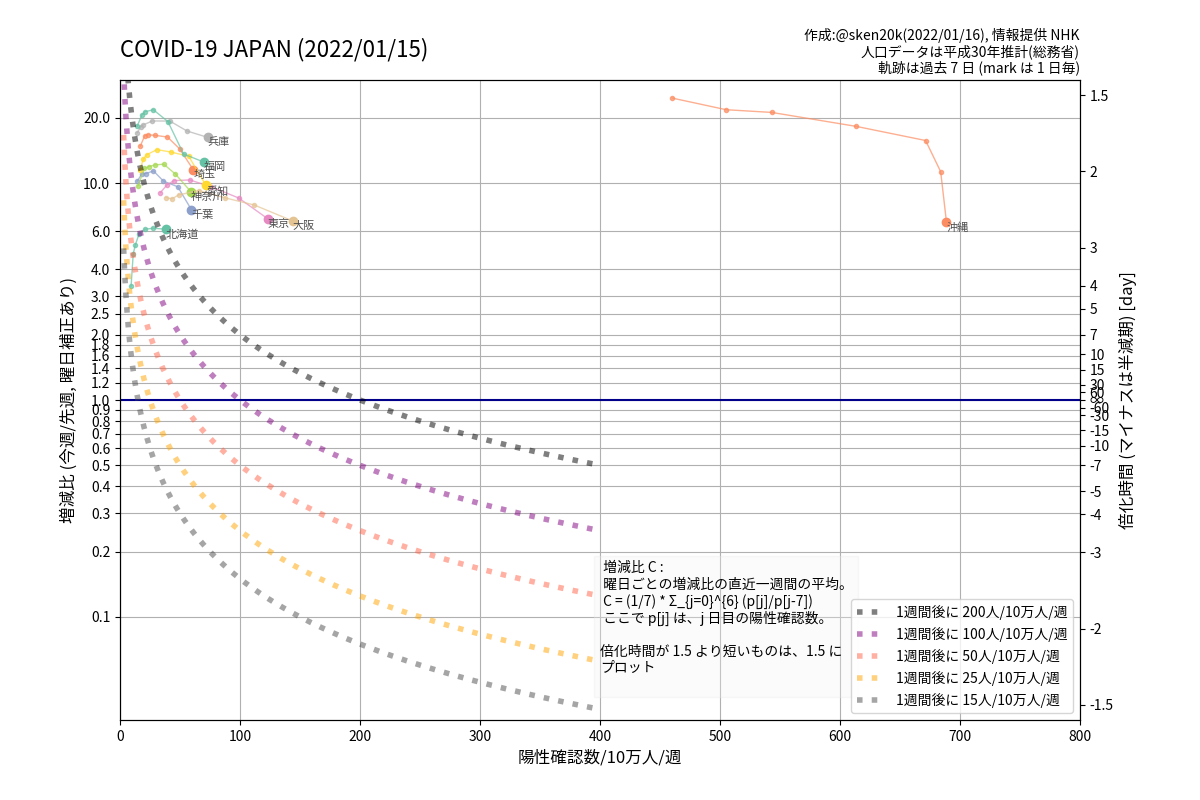 COVID-19 JAPAN (2022/01/15)
作成:@sken20k(2022/01/16), 情報提供 NHK
人口データは平成30年推計(総務省)
軌跡は過去 7 日 (mark は 1 日毎)
増減比 (今週/先週, 曜日補正あり)
20.0
10.0
6.0
4.0
3.0
2.5
2.0
1.8
1.6
1.4
1.2
1.0
0.9
0.8
0.7
0.6
0.5
0.4
0.3
0.2
0.1
兵庫
福岡
埼玉
愛知
神奈川
千葉
東京
大阪
北海道
沖縄
1.5
2
3
4
5
7
10
15
30
60
∞
-60
-30
-15
-10
-7
-5
-4
-3
-2
-1.5
倍化時間 (マイナスは半減期) [day]
増減比 C :
曜日ごとの増減比の直近一週間の平均。
C = (1/7) * Σ_{j=0}^{6} (p[j]/p[j-7])
ここで p[j] は、j 日目の陽性確認数。
倍化時間が 1.5 より短いものは、1.5 に
プロット
1週間後に 200人/10万人/週
1週間後に 100人/10万人/週
1週間後に 50人/10万人/週
1週間後に 25人/10万人/週
1週間後に 15人/10万人/週
0 100 200 300 400 500 600 700 800
陽性確認数/10万人/週